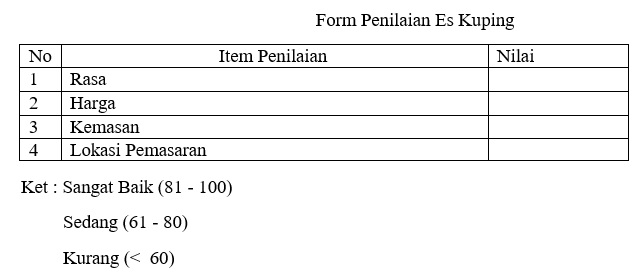 Form Penilaian Es Kuping
No Item Penilaian Nilai
1 Rasa
2 Harga
3 Kemasan
4 Lokasi Pemasaran
Ket : Sangat Baik (81 - 100)
Sedang (61 - 80)
Kurang (< 60)